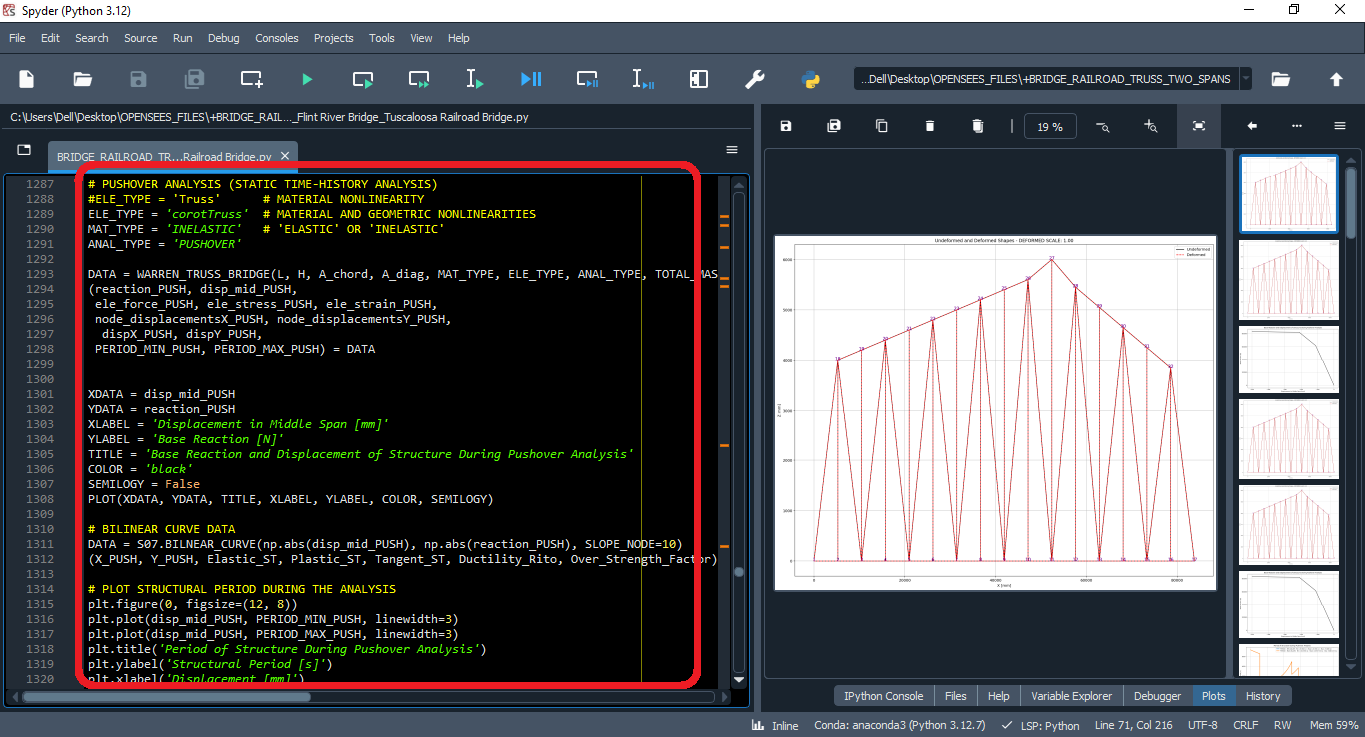 Spyder (Python 3.12)
File Edit Search Source Run Debug Consoles Projects Tools View Help
...Dell\Desktop\OPENSEES_FILES\+BRIDGE_RAILROAD_TRUSS_TWO_SPANS
C:\Users\Dell\Desktop\OPENSEES_FILES\+BRIDGE_RAIL..._Flint River Bridge_Tuscaloosa Railroad Bridge.py
19 %
BRIDGE_RAILROAD_TR...Railroad Bridge.py
1287 # PUSHOVER ANALYSIS (STATIC TIME-HISTORY ANALYSIS)
1288 #ELE_TYPE = 'Truss' # MATERIAL NONLINEARITY
1289 ELE_TYPE = 'corotTruss' # MATERIAL AND GEOMETRIC NONLINEARITIES
1290 MAT_TYPE = 'INELASTIC' # 'ELASTIC' OR 'INELASTIC'
1291 ANAL_TYPE = 'PUSHOVER'
1292
1293 DATA = WARREN_TRUSS_BRIDGE(L, H, A_chord, A_diag, MAT_TYPE, ELE_TYPE, ANAL_TYPE, TOTAL_MAS
1294 (reaction_PUSH, disp_mid_PUSH,
1295 ele_force_PUSH, ele_stress_PUSH, ele_strain_PUSH,
1296 node_displacementsX_PUSH, node_displacementsY_PUSH,
1297 dispX_PUSH, dispY_PUSH,
1298 PERIOD_MIN_PUSH, PERIOD_MAX_PUSH) = DATA
1299
1300
1301 XDATA = disp_mid_PUSH
1302 YDATA = reaction_PUSH
1303 XLABEL = 'Displacement in Middle Span [mm]'
1304 YLABEL = 'Base Reaction [N]'
1305 TITLE = 'Base Reaction and Displacement of Structure During Pushover Analysis'
1306 COLOR = 'black'
1307 SEMILOGY = False
1308 PLOT(XDATA, YDATA, TITLE, XLABEL, YLABEL, COLOR, SEMILOGY)
1309
1310 # BILINEAR CURVE DATA
1311 DATA = S07.BILNEAR_CURVE(np.abs(disp_mid_PUSH), np.abs(reaction_PUSH), SLOPE_NODE=10)
1312 (X_PUSH, Y_PUSH, Elastic_ST, Plastic_ST, Tangent_ST, Ductility_Rito, Over_Strength_Factor)
1313
1314 # PLOT STRUCTURAL PERIOD DURING THE ANALYSIS
1315 plt.figure(0, figsize=(12, 8))
1316 plt.plot(disp_mid_PUSH, PERIOD_MIN_PUSH, linewidth=3)
1317 plt.plot(disp_mid_PUSH, PERIOD_MAX_PUSH, linewidth=3)
1318 plt.title('Period of Structure During Pushover Analysis')
1319 plt.ylabel('Structural Period [s]')
1320 plt.xlabel('Displacement [mm]')
Undeformed and Deformed Shapes - DEFORMED SCALE: 1.00
Undeformed
Deformed
X [mm]
IPython Console Files Help Variable Explorer Debugger Plots History
Inline Conda: anaconda3 (Python 3.12.7) LSP: Python Line 71, Col 216 UTF-8 CRLF RW Mem 59%